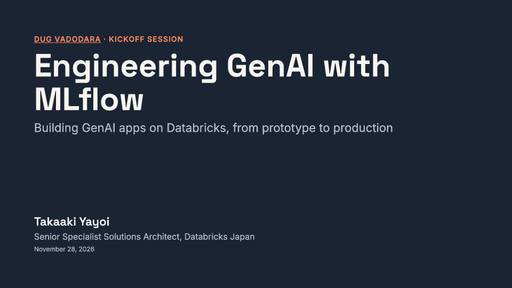 DUG VADODARA · KICKOFF SESSION
Engineering GenAI with
MLflow
Building GenAI apps on Databricks, from prototype to production
Takaaki Yayoi
Senior Specialist Solutions Architect, Databricks Japan
November 28, 2026